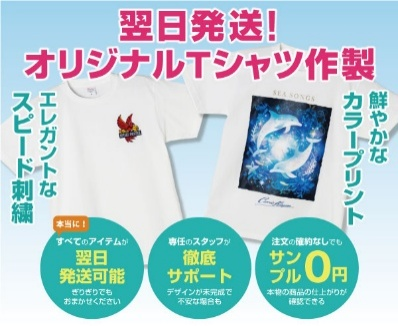 翌日発送!
オリジナルTシャツ作製
エレガントな
スピード刺繍
鮮やかな
カラープリント
SEA SONGS
本当に!
すべてのアイテムが
翌日
発送可能
ぎりぎりでも
おまかせください
専任のスタッフが
徹底
サポート
デザインが未完成で
不安な場合も
注文の確約なしでも
サン
プル0円
本物の商品の仕上がりが
確認できる